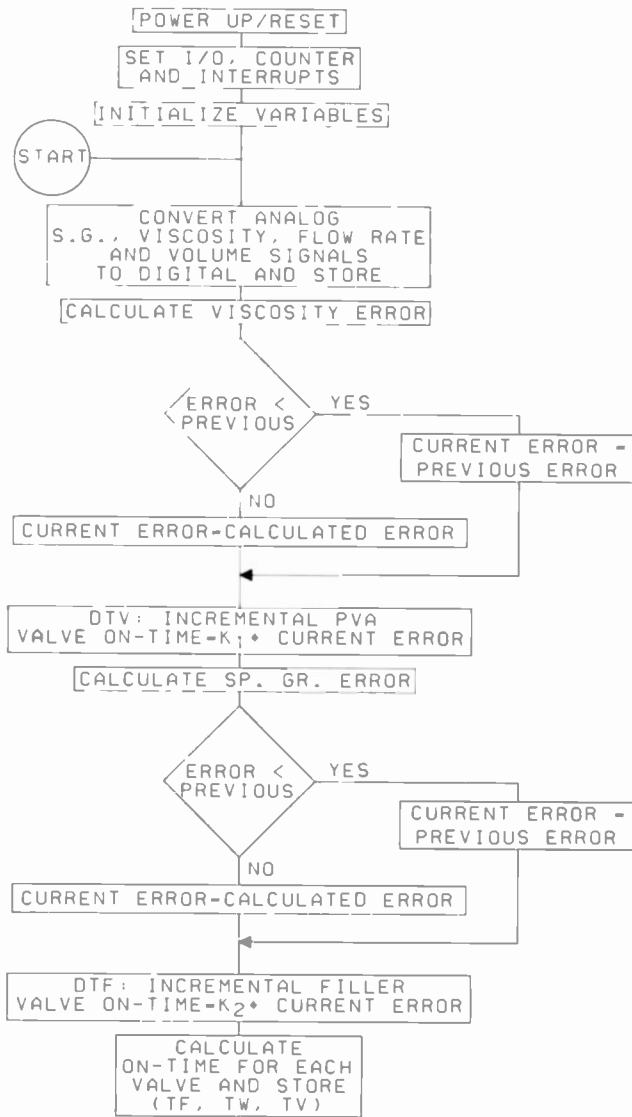 POWER UP/RESET
SET I/O, COUNTER
AND INTERRUPTS
INITIALIZE VARIABLES
START
CONVERT ANALOG
S.G., VISCOSITY, FLOW RATE
AND VOLUME SIGNALS
TO DIGITAL AND STORE
CALCULATE VISCOSITY ERROR
ERROR <
PREVIOUS
YES
CURRENT ERROR =
PREVIOUS ERROR
NO
CURRENT ERROR=CALCULATED ERROR
DTV: INCREMENTAL PVA
VALVE ON-TIME=K₁* CURRENT ERROR
CALCULATE SP. GR. ERROR
ERROR <
PREVIOUS
YES
CURRENT ERROR =
PREVIOUS ERROR
NO
CURRENT ERROR=CALCULATED ERROR
DTF: INCREMENTAL FILLER
VALVE ON-TIME=K₂* CURRENT ERROR
CALCULATE
ON-TIME FOR EACH
VALVE AND STORE
(TF, TW, TV)